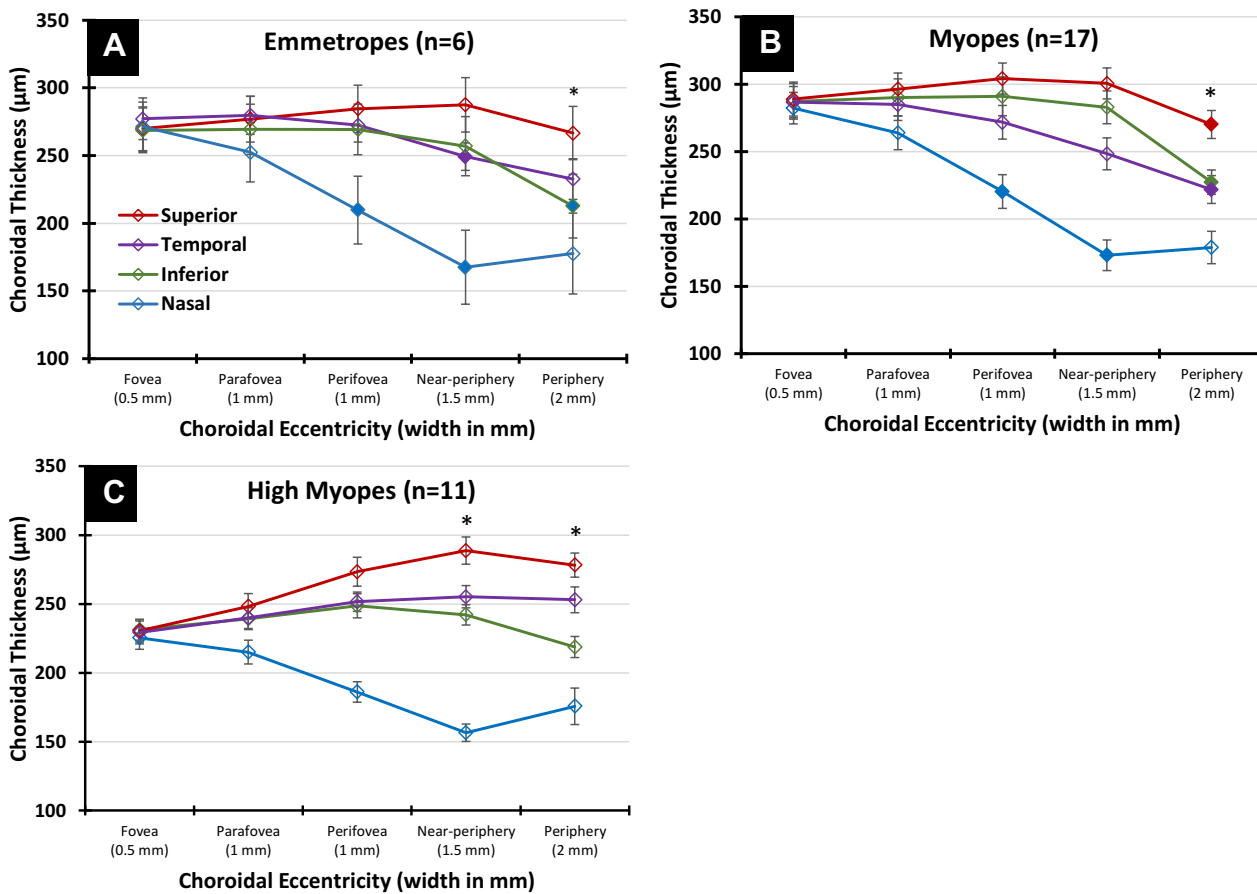 A
Emmetropes (n=6)
Choroidal Thickness (µm)
350
300
250
200
150
100
*
Superior
Temporal
Inferior
Nasal
Fovea
(0.5 mm)
Parafovea
(1 mm)
Perifovea
(1 mm)
Near-periphery
(1.5 mm)
Periphery
(2 mm)
Choroidal Eccentricity (width in mm)
B
Myopes (n=17)
Choroidal Thickness (µm)
350
300
250
200
150
100
*
Fovea
(0.5 mm)
Parafovea
(1 mm)
Perifovea
(1 mm)
Near-periphery
(1.5 mm)
Periphery
(2 mm)
Choroidal Eccentricity (width in mm)
C
High Myopes (n=11)
Choroidal Thickness (µm)
350
300
250
200
150
100
*
*
Fovea
(0.5 mm)
Parafovea
(1 mm)
Perifovea
(1 mm)
Near-periphery
(1.5 mm)
Periphery
(2 mm)
Choroidal Eccentricity (width in mm)